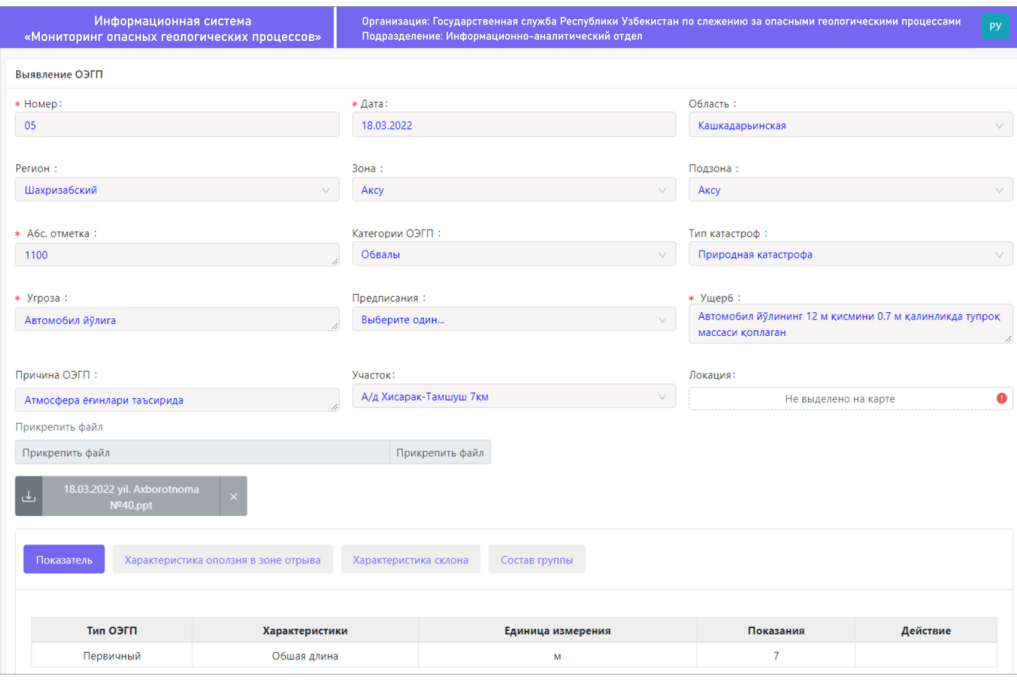 Информационная система
«Мониторинг опасных геологических процессов»
Организация: Государственная служба Республики Узбекистан по слежению за опасными геологическими процессами
Подразделение: Информационно-аналитический отдел
РУ
Выявление ОЭГП
* Номер:
05
* Дата:
18.03.2022
Область :
Кашкадарьинская
Регион :
Шахризабский
Зона :
Аксу
Подзона :
Аксу
* Абс. отметка :
1100
Категории ОЭГП :
Обвалы
Тип катастроф :
Природная катастрофа
* Угроза :
Автомобил йўлига
Предписания :
Выберите один...
* Ущерб :
Автомобил йўлининг 12 м қисмини 0.7 м қалинликда тупроқ
массаси қоплаган
Причина ОЭГП :
Атмосфера ёғинлари таъсирида
Участок:
А/д Хисарак-Тамшуш 7км
Локация:
Не выделено на карте
Прикрепить файл
Прикрепить файл
Прикрепить файл
18.03.2022 yil. Axborotnoma
№40.ppt
Показатель
Характеристика оползня в зоне отрыва
Характеристика склона
Состав группы
Тип ОЭГП Характеристики Единица измерения Показания Действие
Первичный Обшая длина м 7